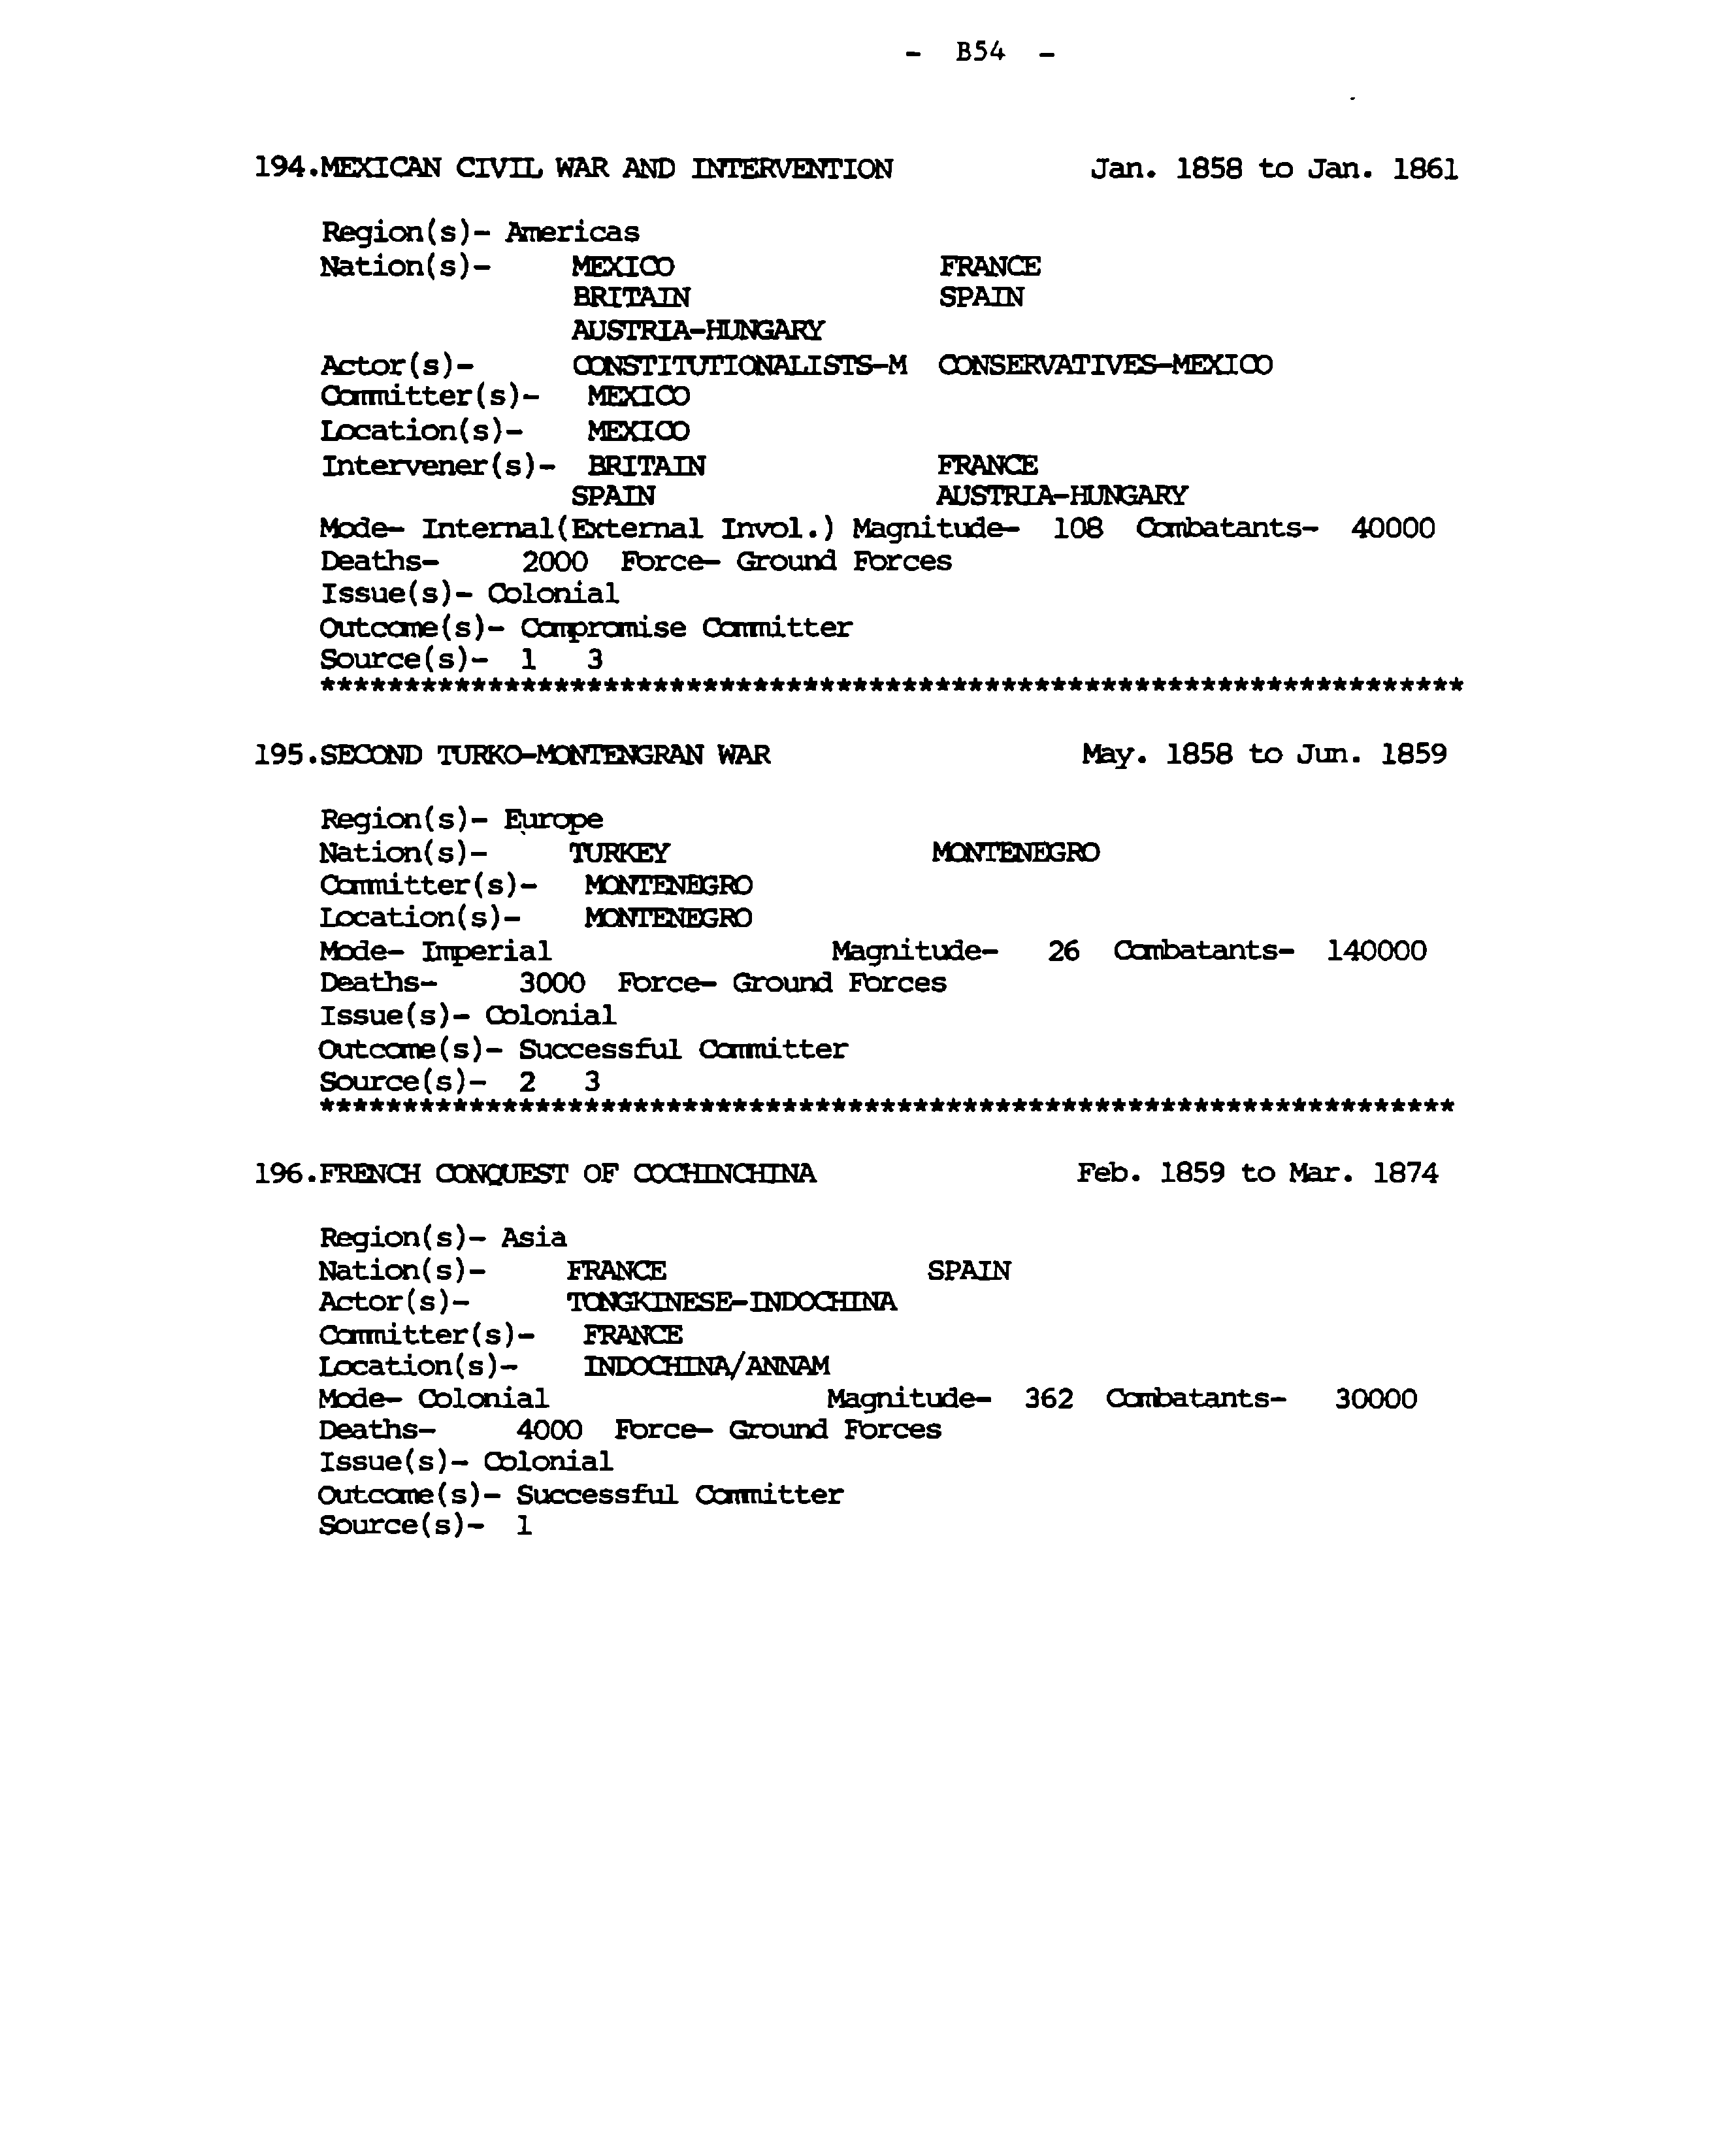 - B54 -
194.MEXICAN CIVIL WAR AND INTERVENTION Jan. 1858 to Jan. 1861
Region(s)- Americas
Nation(s)- MEXICO FRANCE
BRITAIN SPAIN
AUSTRIA-HUNGARY
Actor(s)- CONSTITUTIONALISTS-M CONSERVATIVES-MEXICO
Committer(s)- MEXICO
Location(s)- MEXICO
Intervener(s)- BRITAIN FRANCE
SPAIN AUSTRIA-HUNGARY
Mode- Internal(External Invol.) Magnitude- 108 Combatants- 40000
Deaths- 2000 Force- Ground Forces
Issue(s)- Colonial
Outcome(s)- Compromise Committer
Source(s)- 1 3
*********************************************************************
195.SECOND TURKO-MONTENGRAN WAR May. 1858 to Jun. 1859
Region(s)- Europe
Nation(s)- TURKEY MONTENEGRO
Committer(s)- MONTENEGRO
Location(s)- MONTENEGRO
Mode- Imperial Magnitude- 26 Combatants- 140000
Deaths- 3000 Force- Ground Forces
Issue(s)- Colonial
Outcome(s)- Successful Committer
Source(s)- 2 3
*********************************************************************
196.FRENCH CONQUEST OF COCHINCHINA Feb. 1859 to Mar. 1874
Region(s)- Asia
Nation(s)- FRANCE SPAIN
Actor(s)- TONGKINESE-INDOCHINA
Committer(s)- FRANCE
Location(s)- INDOCHINA/ANNAM
Mode- Colonial Magnitude- 362 Combatants- 30000
Deaths- 4000 Force- Ground Forces
Issue(s)- Colonial
Outcome(s)- Successful Committer
Source(s)- 1